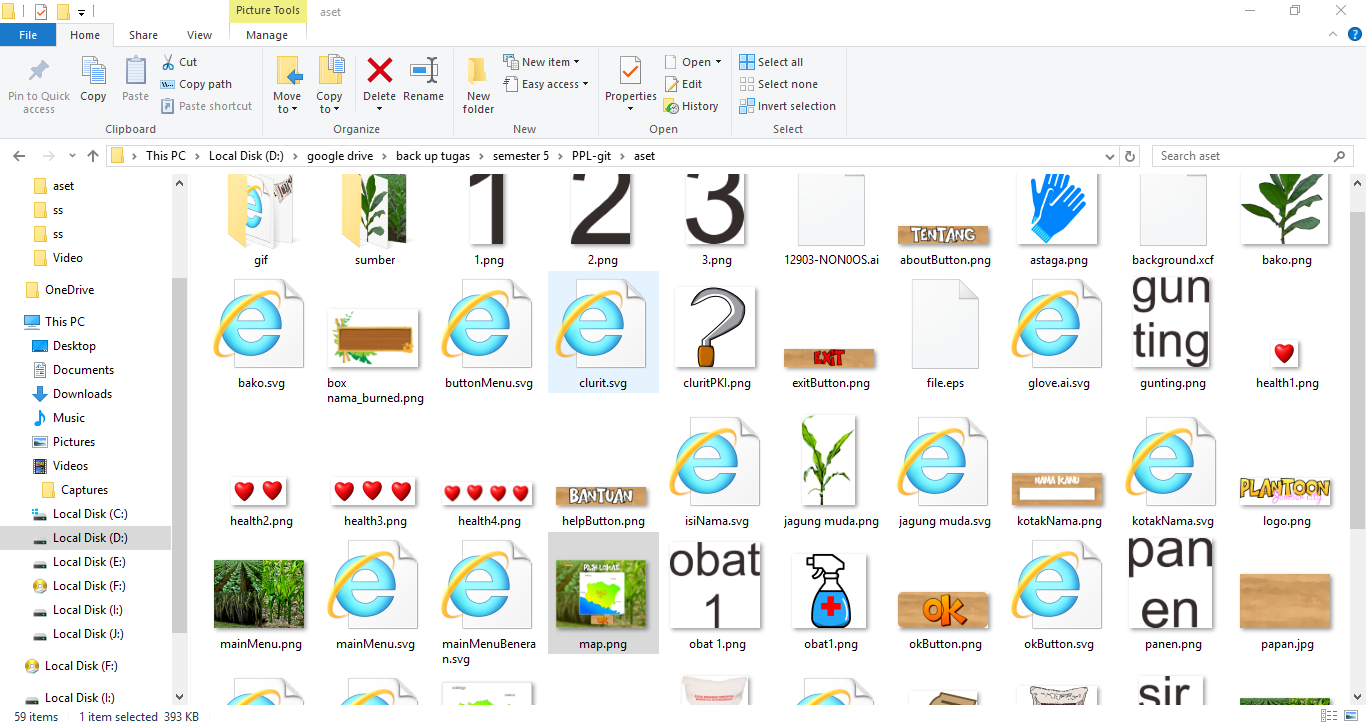 Picture Tools
aset
File
Home
Share
View
Manage
Pin to Quick access
Copy
Paste
Cut
Copy path
Paste shortcut
Clipboard
Move to
Copy to
Delete
Rename
Organize
New folder
New item
Easy access
New
Properties
Open
Edit
History
Open
Select all
Select none
Invert selection
Select
This PC
Local Disk (D:)
google drive
back up tugas
semester 5
PPL-git
aset
Search aset
aset
ss
ss
Video
OneDrive
This PC
Desktop
Documents
Downloads
Music
Pictures
Videos
Captures
Local Disk (C:)
Local Disk (D:)
Local Disk (E:)
Local Disk (F:)
Local Disk (I:)
Local Disk (J:)
Local Disk (F:)
Local Disk (I:)
1
2
3
TENTANG
gif
sumber
1.png
2.png
3.png
12903-NON0OS.ai
aboutButton.png
astaga.png
background.xcf
bako.png
EXIT
gun
ting
bako.svg
box
nama_burned.png
buttonMenu.svg
clurit.svg
cluritPKI.png
exitButton.png
file.eps
glove.ai.svg
gunting.png
health1.png
BANTUAN
NAMA KAMU
PLANTOON
health2.png
health3.png
health4.png
helpButton.png
isiNama.svg
jagung muda.png
jagung muda.svg
kotakNama.png
kotakNama.svg
logo.png
obat
1
OK
pan
en
mainMenu.png
mainMenu.svg
mainMenuBeneran.svg
map.png
obat 1.png
obat1.png
okButton.png
okButton.svg
panen.png
papan.jpg
sir
59 items
1 item selected 393 KB